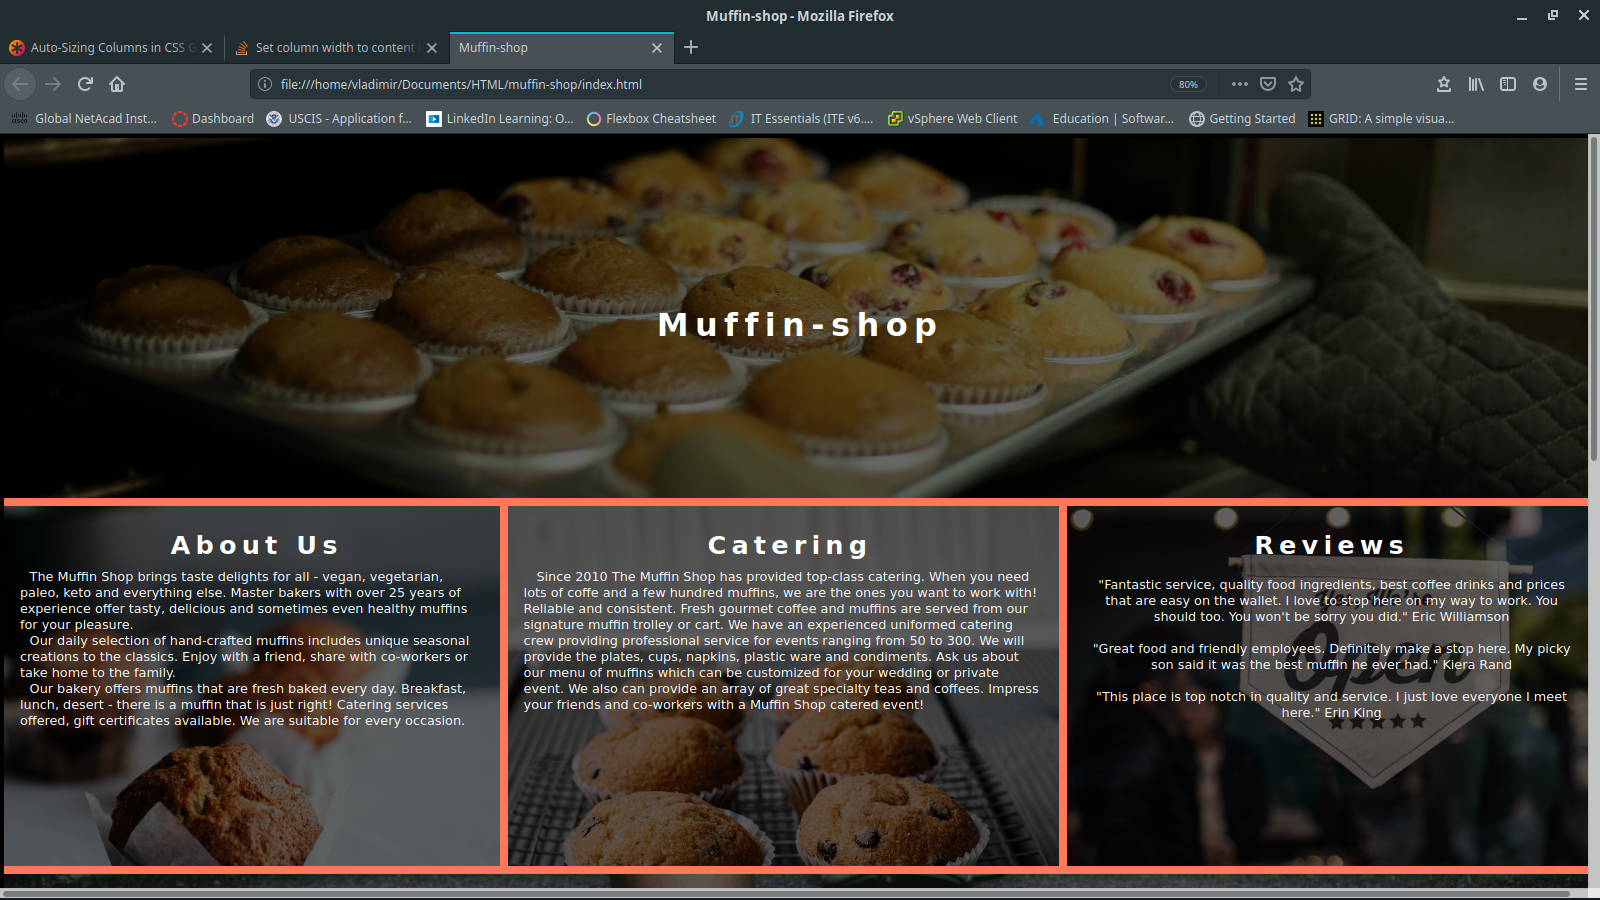 Muffin-shop - Mozilla Firefox
Auto-Sizing Columns in CSS
Set column width to content
Muffin-shop
file:///home/vladimir/Documents/HTML/muffin-shop/index.html
80%
Global NetAcad Inst...
Dashboard
USCIS - Application f...
LinkedIn Learning: O...
Flexbox Cheatsheet
IT Essentials (ITE v6....
vSphere Web Client
Education | Softwar...
Getting Started
GRID: A simple visua...
Muffin-shop
About Us
The Muffin Shop brings taste delights for all - vegan, vegetarian,
paleo, keto and everything else. Master bakers with over 25 years of
experience offer tasty, delicious and sometimes even healthy muffins
for your pleasure.
Our daily selection of hand-crafted muffins includes unique seasonal
creations to the classics. Enjoy with a friend, share with co-workers or
take home to the family.
Our bakery offers muffins that are fresh baked every day. Breakfast,
lunch, desert - there is a muffin that is just right! Catering services
offered, gift certificates available. We are suitable for every occasion.
Catering
Since 2010 The Muffin Shop has provided top-class catering. When you need
lots of coffe and a few hundred muffins, we are the ones you want to work with!
Reliable and consistent. Fresh gourmet coffee and muffins are served from our
signature muffin trolley or cart. We have an experienced uniformed catering
crew providing professional service for events ranging from 50 to 300. We will
provide the plates, cups, napkins, plastic ware and condiments. Ask us about
our menu of muffins which can be customized for your wedding or private
event. We also can provide an array of great specialty teas and coffees. Impress
your friends and co-workers with a Muffin Shop catered event!
Reviews
"Fantastic service, quality food ingredients, best coffee drinks and prices
that are easy on the wallet. I love to stop here on my way to work. You
should too. You won't be sorry you did." Eric Williamson
"Great food and friendly employees. Definitely make a stop here. My picky
son said it was the best muffin he ever had." Kiera Rand
"This place is top notch in quality and service. I just love everyone I meet
here." Erin King
Open